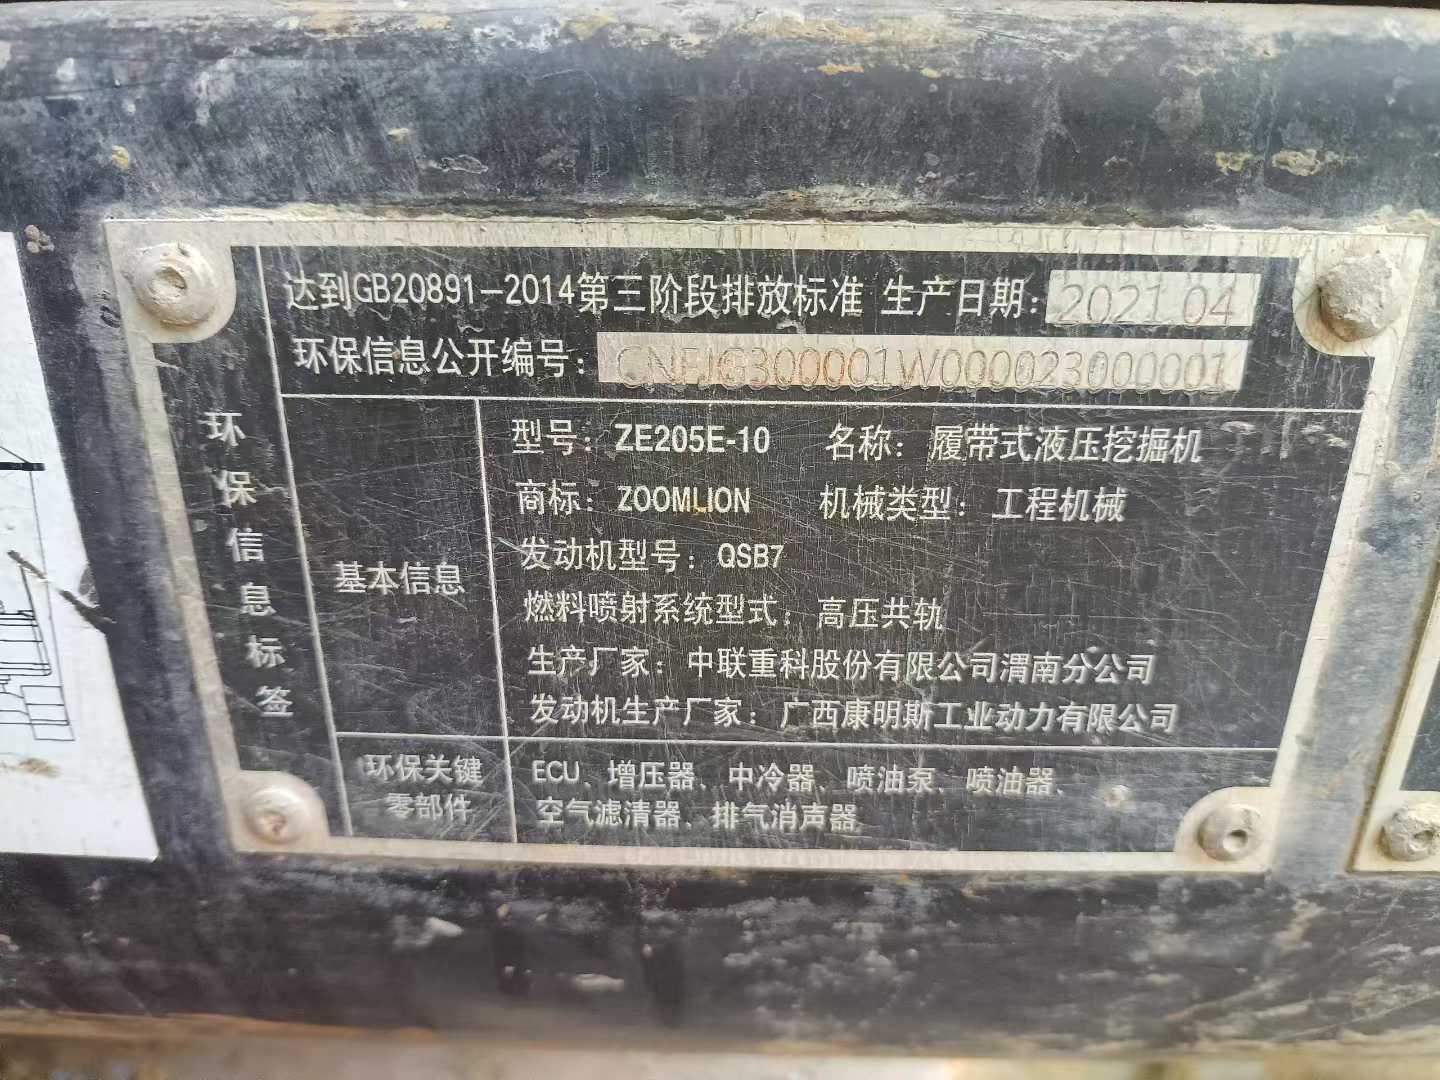 达到GB20891-2014第三阶段排放标准 生产日期：2021.04
环保信息公开编号：CNFJG300001W000023000001
环保信息标签
基本信息
型号：ZE205E-10 名称：履带式液压挖掘机
商标：ZOOMLION 机械类型：工程机械
发动机型号：QSB7
燃料喷射系统型式：高压共轨
生产厂家：中联重科股份有限公司渭南分公司
发动机生产厂家：广西康明斯工业动力有限公司
环保关键
零部件
ECU、增压器、中冷器、喷油泵、喷油器、
空气滤清器、排气消声器